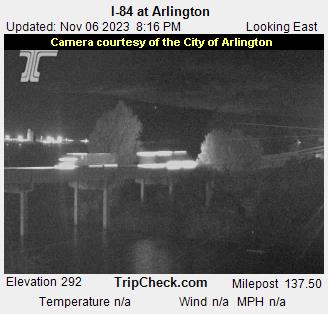 I-84 at Arlington
Updated: Nov 06 2023 8:16 PM Looking East
Camera courtesy of the City of Arlington
Elevation 292 TripCheck.com Milepost 137.50
Temperature n/a Wind n/a MPH n/a